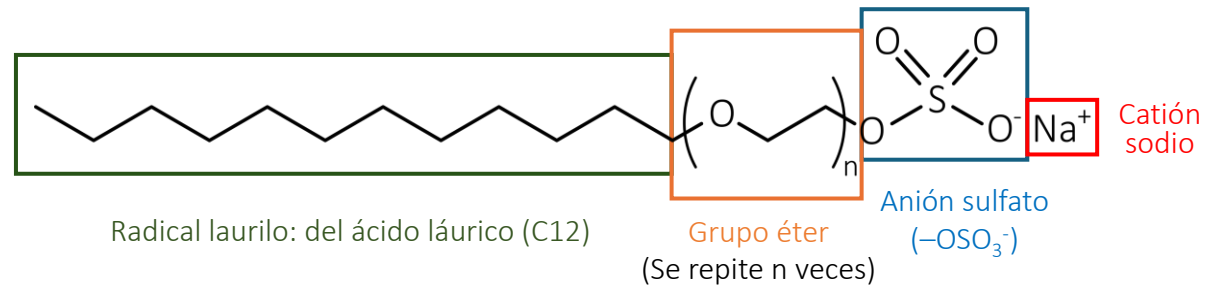 O O
S
O O O⁻ Na⁺
n
Catión
sodio
Radical laurilo: del ácido láurico (C12)
Grupo éter
(Se repite n veces)
Anión sulfato
(–OSO₃⁻)